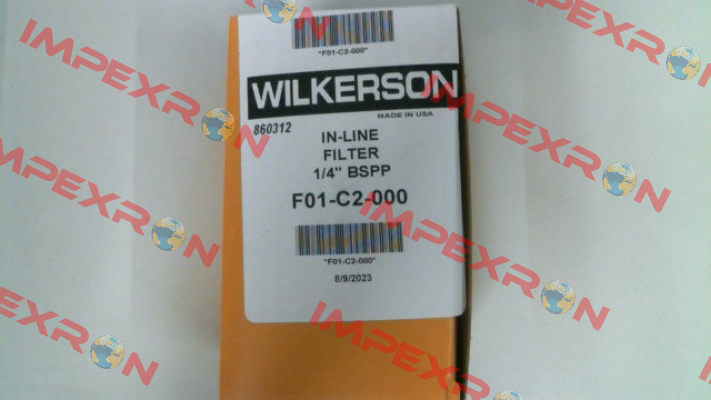 *F01-C2-000*
WILKERSON
MADE IN USA
860312
IN-LINE
FILTER
1/4" BSPP
F01-C2-000
*F01-C2-000*
8/9/2023
IMPEXRON
IMPEXRON
IMPEXRON
IMPEXRON
IMPEXRON
IMPEXRON